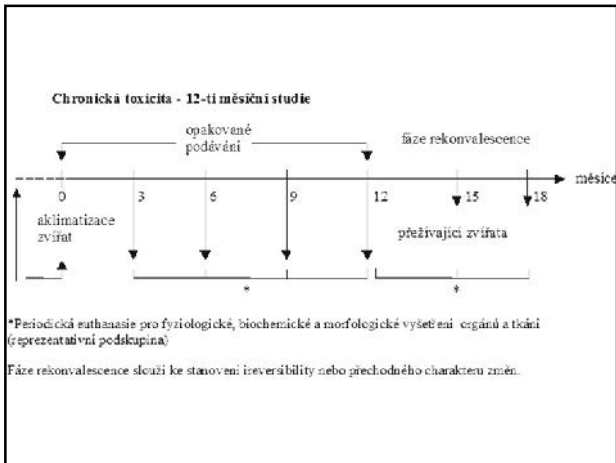 Chronická toxicita - 12-ti měsíční studie
opakované
podávání
fáze rekonvalescence
měsíce
0 3 6 9 12 15 18
aklimatizace
zvířat
přežívající zvířata
* *
*Periodická euthanasie pro fyziologické, biochemické a morfologické vyšetření orgánů a tkání
(reprezentativní podskupina)
Fáze rekonvalescence slouží ke stanovení ireversibility nebo přechodného charakteru změn.